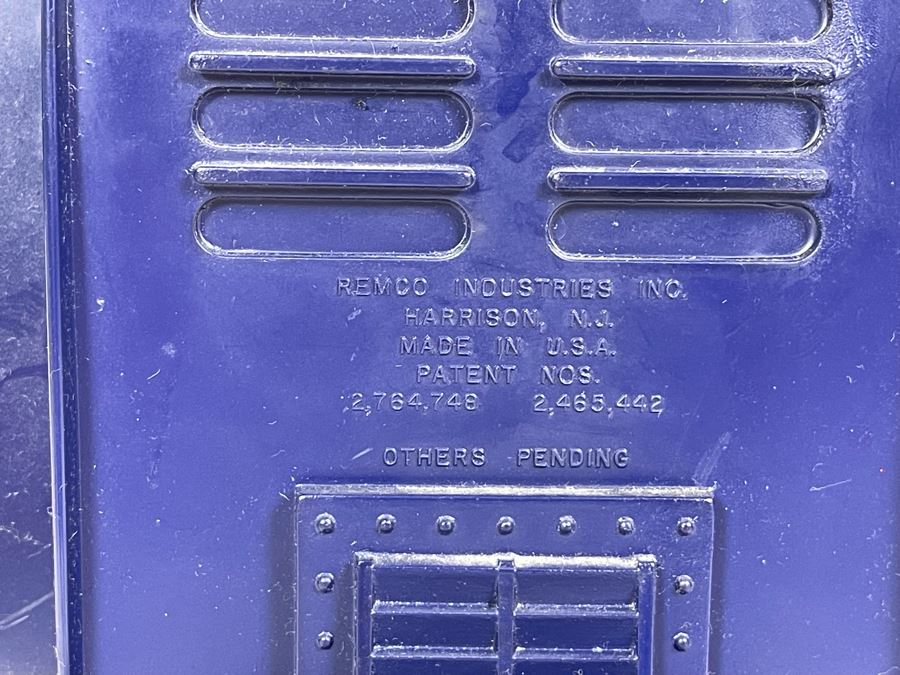 REMCO INDUSTRIES INC.
HARRISON, N.J.
MADE IN U.S.A.
PATENT NOS.
2,764,748 2,465,442
OTHERS PENDING